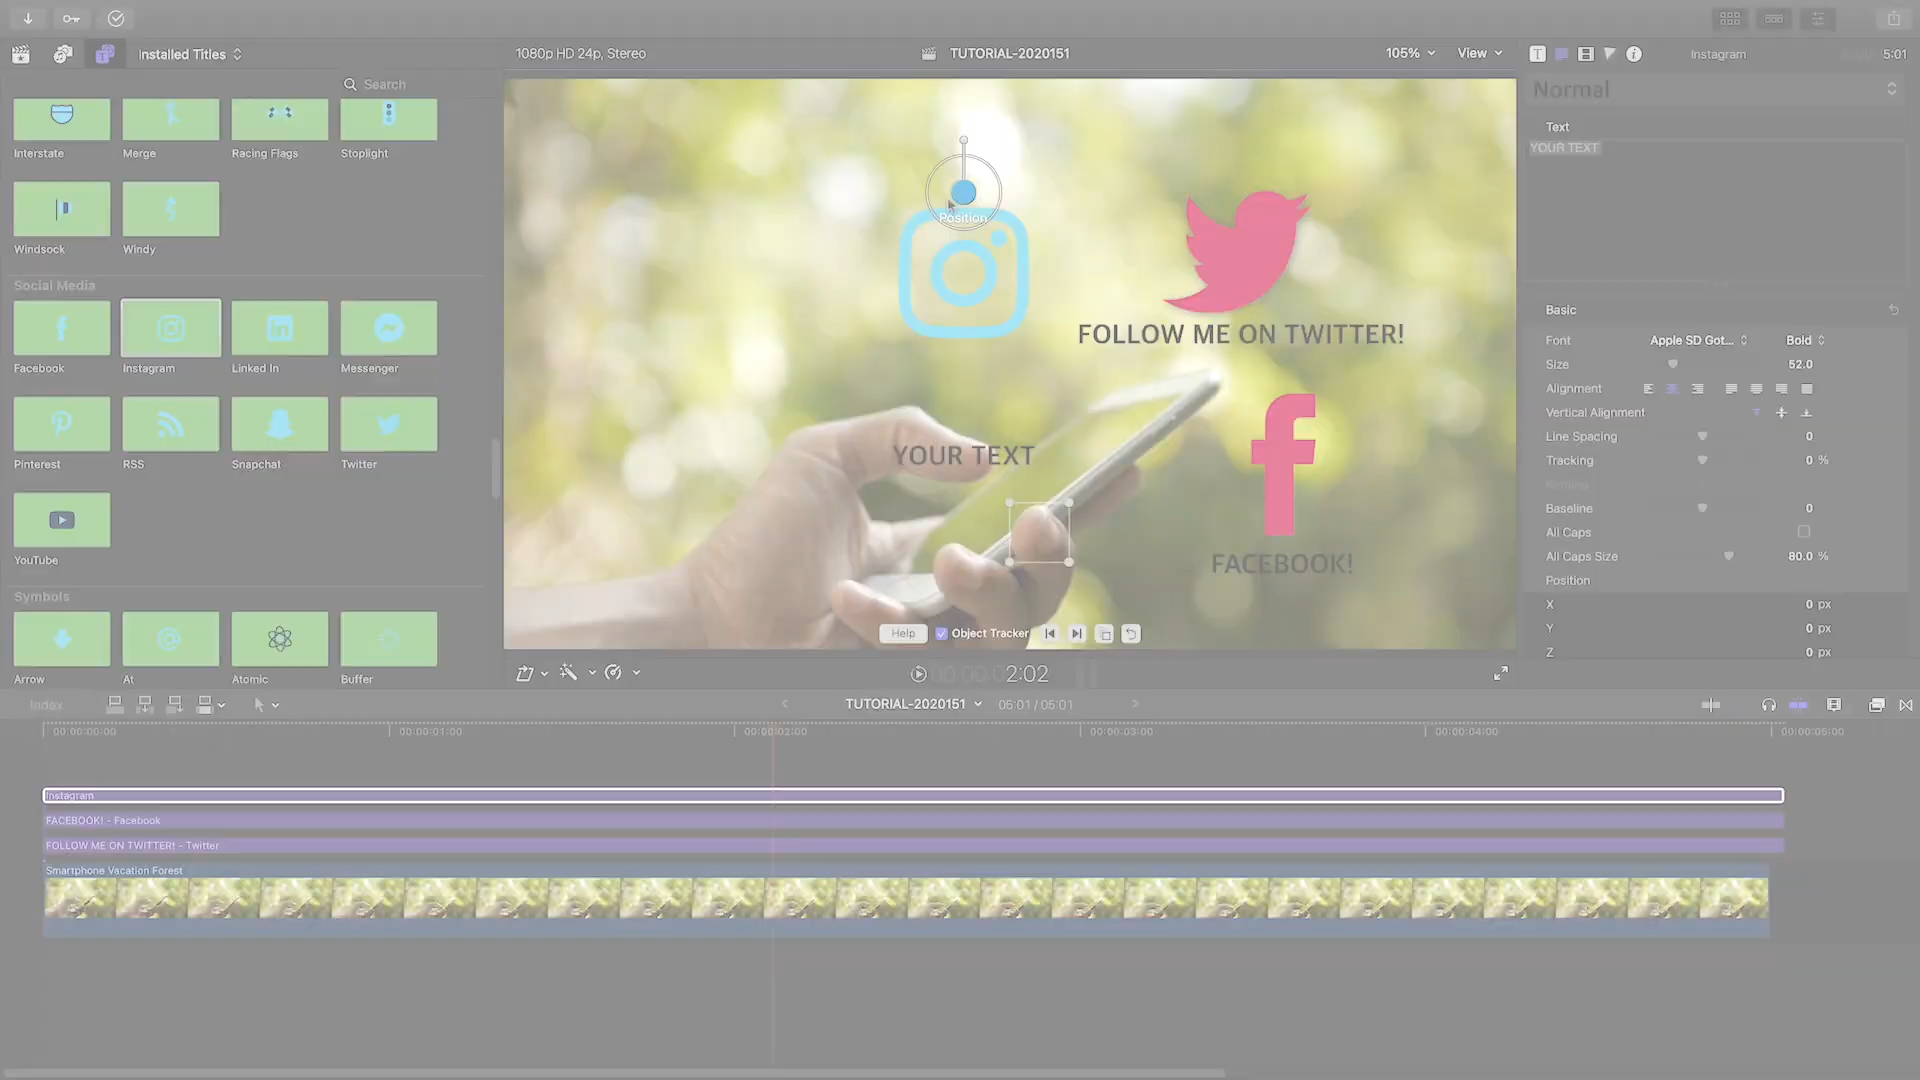 Installed Titles
1080p HD 24p, Stereo
TUTORIAL-2020151
105%
View
Instagram
5:01
Search
Normal
Text
YOUR TEXT
Interstate
Merge
Racing Flags
Stoplight
Windsock
Windy
Social Media
Facebook
Instagram
Linked In
Messenger
Pinterest
RSS
Snapchat
Twitter
YouTube
Symbols
Arrow
At
Atomic
Buffer
Position
FOLLOW ME ON TWITTER!
YOUR TEXT
FACEBOOK!
Help
Object Tracker
Basic
Font
Apple SD Got...
Bold
Size
52.0
Alignment
Vertical Alignment
Line Spacing
0
Tracking
0 %
Kerning
Baseline
0
All Caps
All Caps Size
80.0 %
Position
X
0 px
Y
0 px
Z
0 px
00:00:02:02
Index
TUTORIAL-2020151
05:01 / 05:01
00:00:00:00
00:00:01:00
00:00:02:00
00:00:03:00
00:00:04:00
00:00:05:00
Instagram
FACEBOOK! - Facebook
FOLLOW ME ON TWITTER! - Twitter
Smartphone Vacation Forest